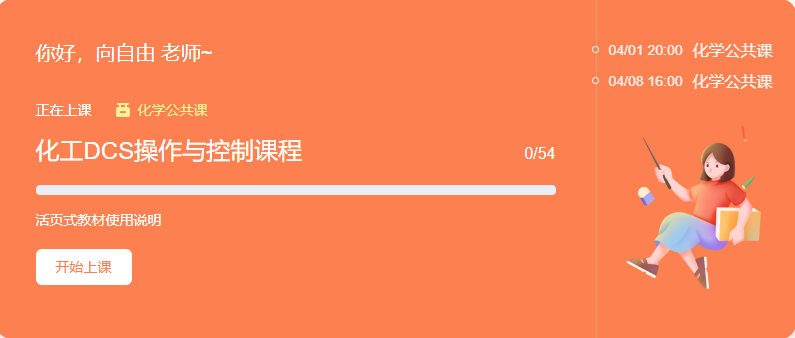 你好，向自由 老师~
正在上课 化学公共课
化工DCS操作与控制课程 0/54
活页式教材使用说明
开始上课
04/01 20:00 化学公共课
04/08 16:00 化学公共课